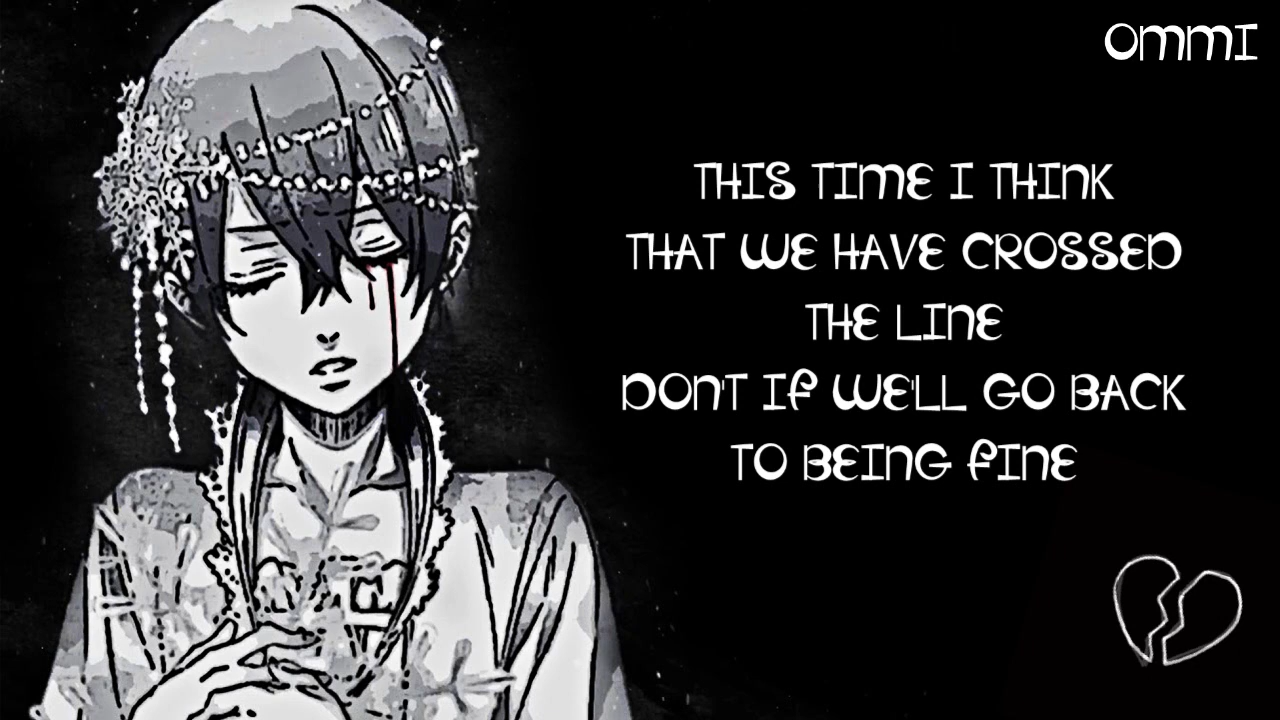 OMMI
THIS TIME I THINK
THAT WE HAVE CROSSED
THE LINE
DON'T IF WE'LL GO BACK
TO BEING FINE